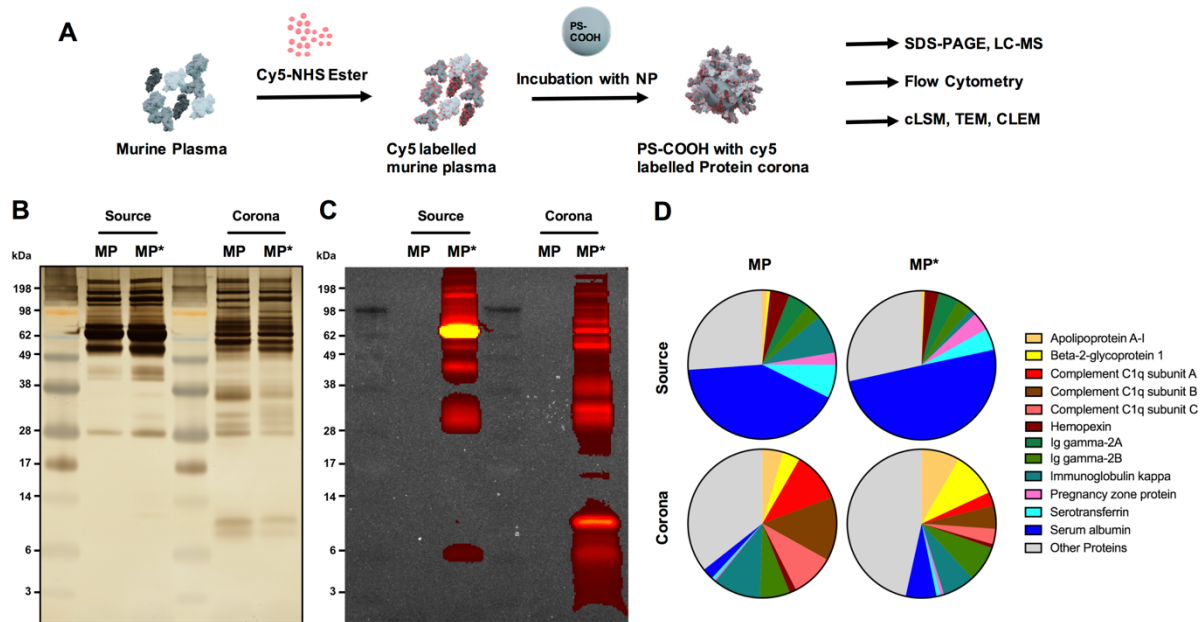 A
Cy5-NHS Ester
Murine Plasma
Cy5 labelled
murine plasma
PS-
COOH
Incubation with NP
PS-COOH with cy5
labelled Protein corona
SDS-PAGE, LC-MS
Flow Cytometry
cLSM, TEM, CLEM
B
Source
Corona
kDa
MP
MP*
MP
MP*
198
98
62
49
38
28
17
14
6
3
C
Source
Corona
kDa
MP
MP*
MP
MP*
198
98
62
49
38
28
17
14
6
3
D
MP
MP*
Source
Corona
Apolipoprotein A-I
Beta-2-glycoprotein 1
Complement C1q subunit A
Complement C1q subunit B
Complement C1q subunit C
Hemopexin
Ig gamma-2A
Ig gamma-2B
Immunoglobulin kappa
Pregnancy zone protein
Serotransferrin
Serum albumin
Other Proteins